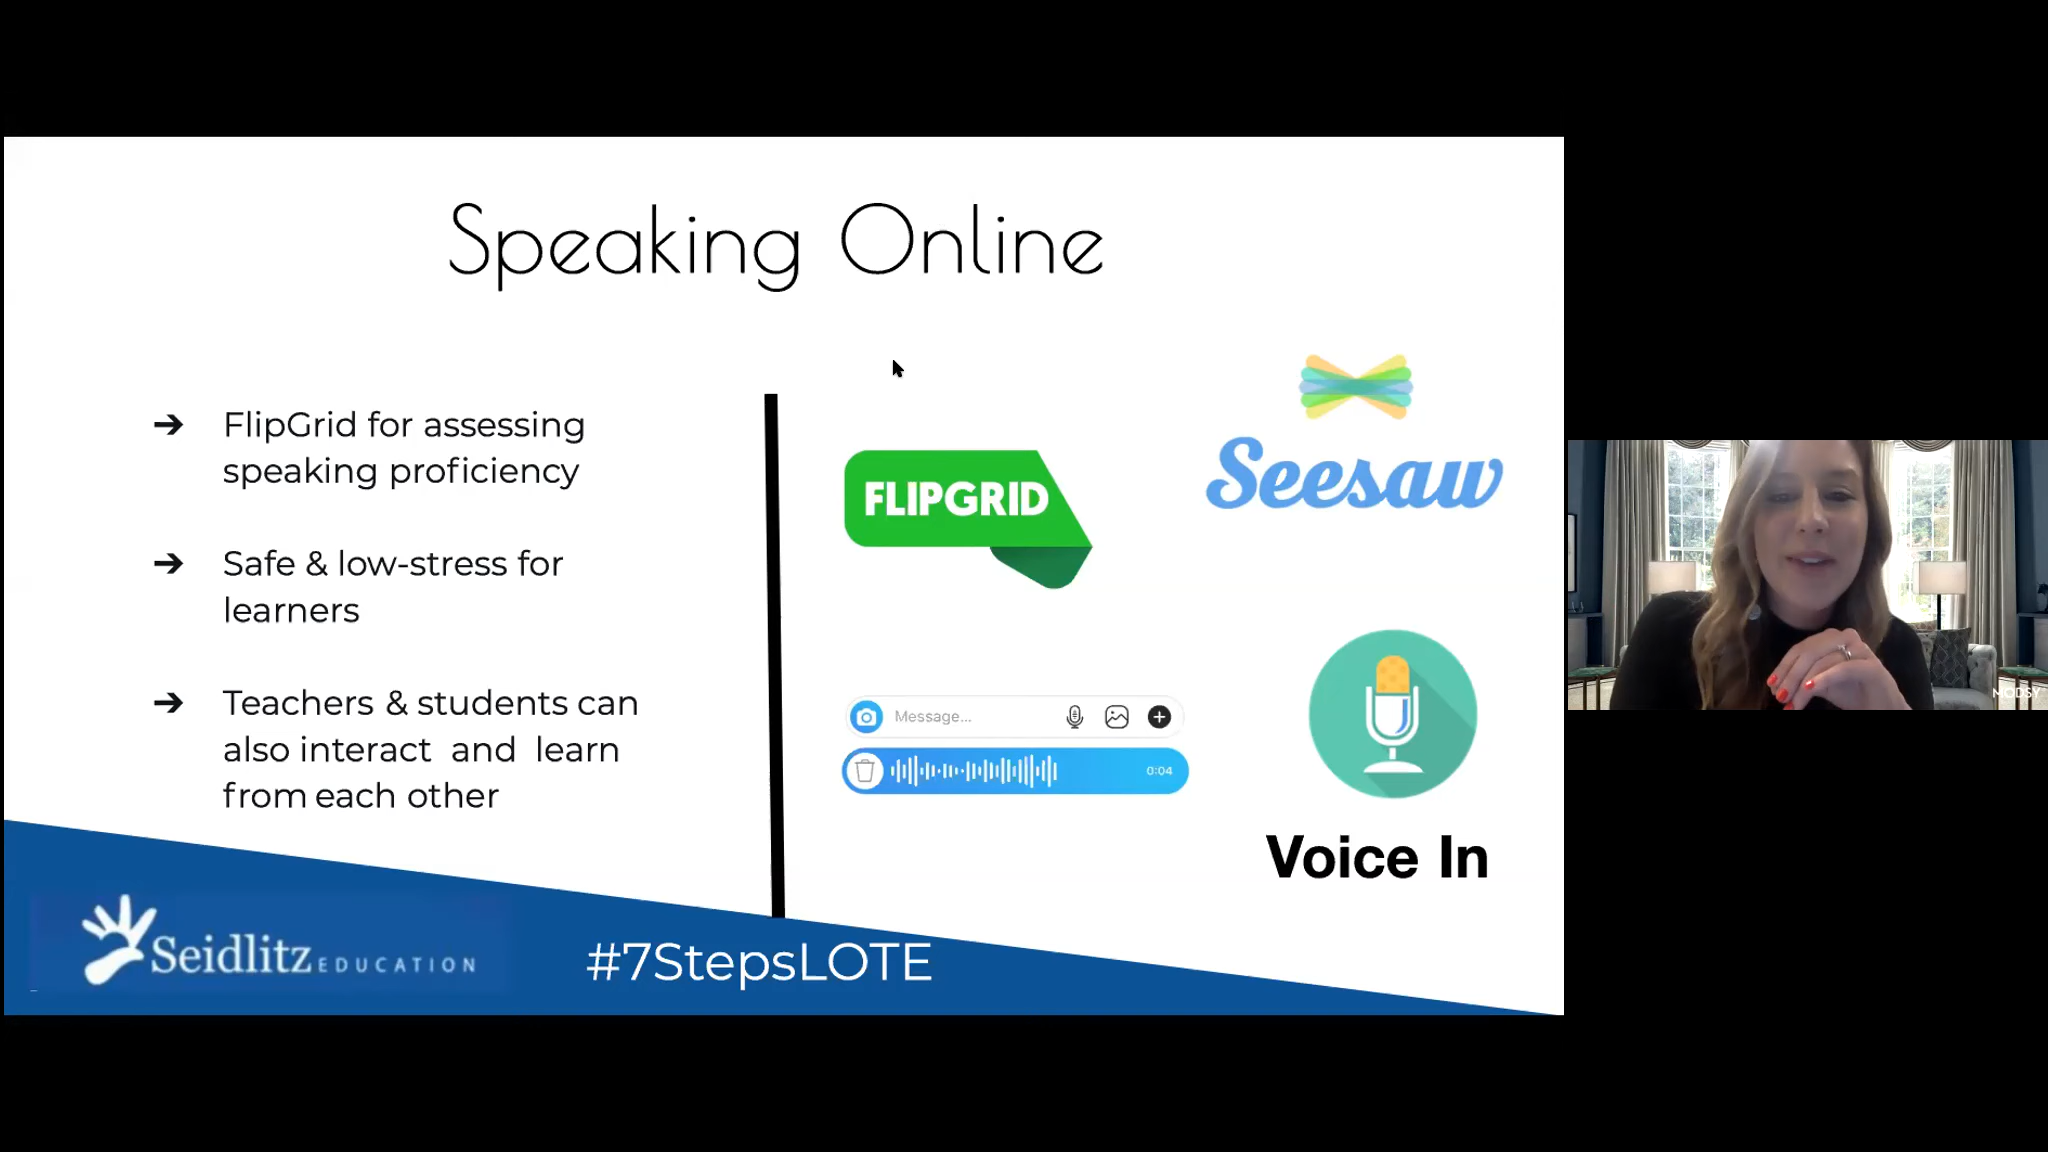 Speaking Online
➔ FlipGrid for assessing
speaking proficiency
➔ Safe & low-stress for
learners
➔ Teachers & students can
also interact and learn
from each other
FLIPGRID
Seesaw
Message...
0:04
Voice In
Seidlitz EDUCATION
#7StepsLOTE
MODSY